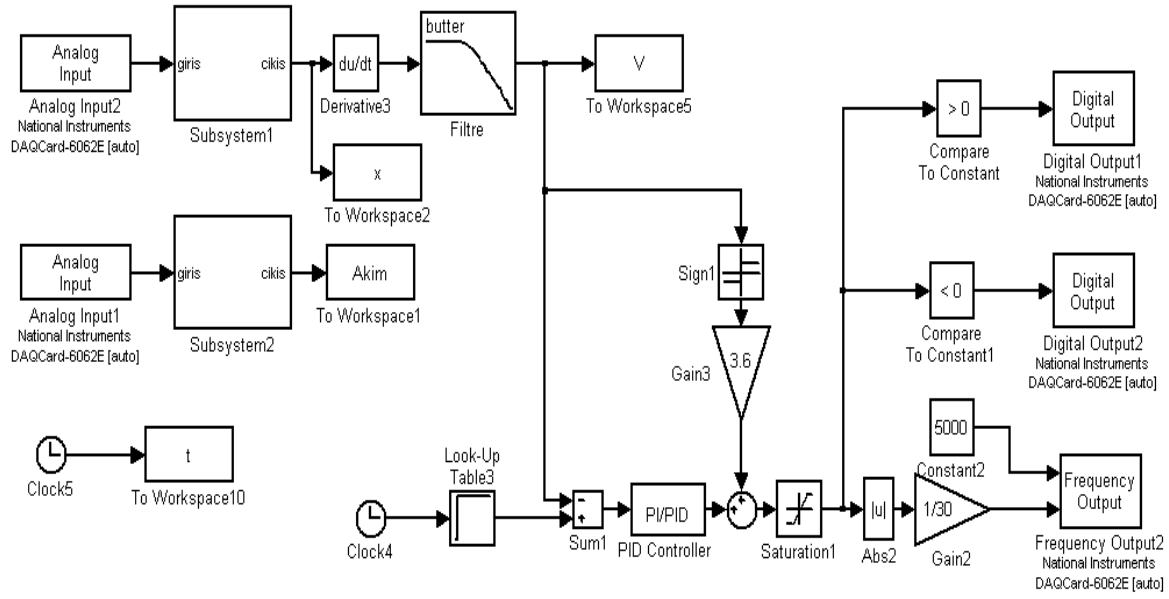 Analog
Input
Analog Input2
National Instruments
DAQCard-6062E [auto]
giris
cikis
Subsystem1
du/dt
Derivative3
butter
Filtre
V
To Workspace5
x
To Workspace2
> 0
Compare
To Constant
Digital
Output
Digital Output1
National Instruments
DAQCard-6062E [auto]
Analog
Input
Analog Input1
National Instruments
DAQCard-6062E [auto]
giris
cikis
Subsystem2
Akim
To Workspace1
Sign1
3.6
Gain3
< 0
Compare
To Constant1
Digital
Output
Digital Output2
National Instruments
DAQCard-6062E [auto]
Clock5
t
To Workspace10
Clock4
Look-Up
Table3
-
+
Sum1
PI/PID
PID Controller
+
+
Saturation1
|u|
Abs2
1/30
Gain2
5000
Constant2
Frequency
Output
Frequency Output2
National Instruments
DAQCard-6062E [auto]